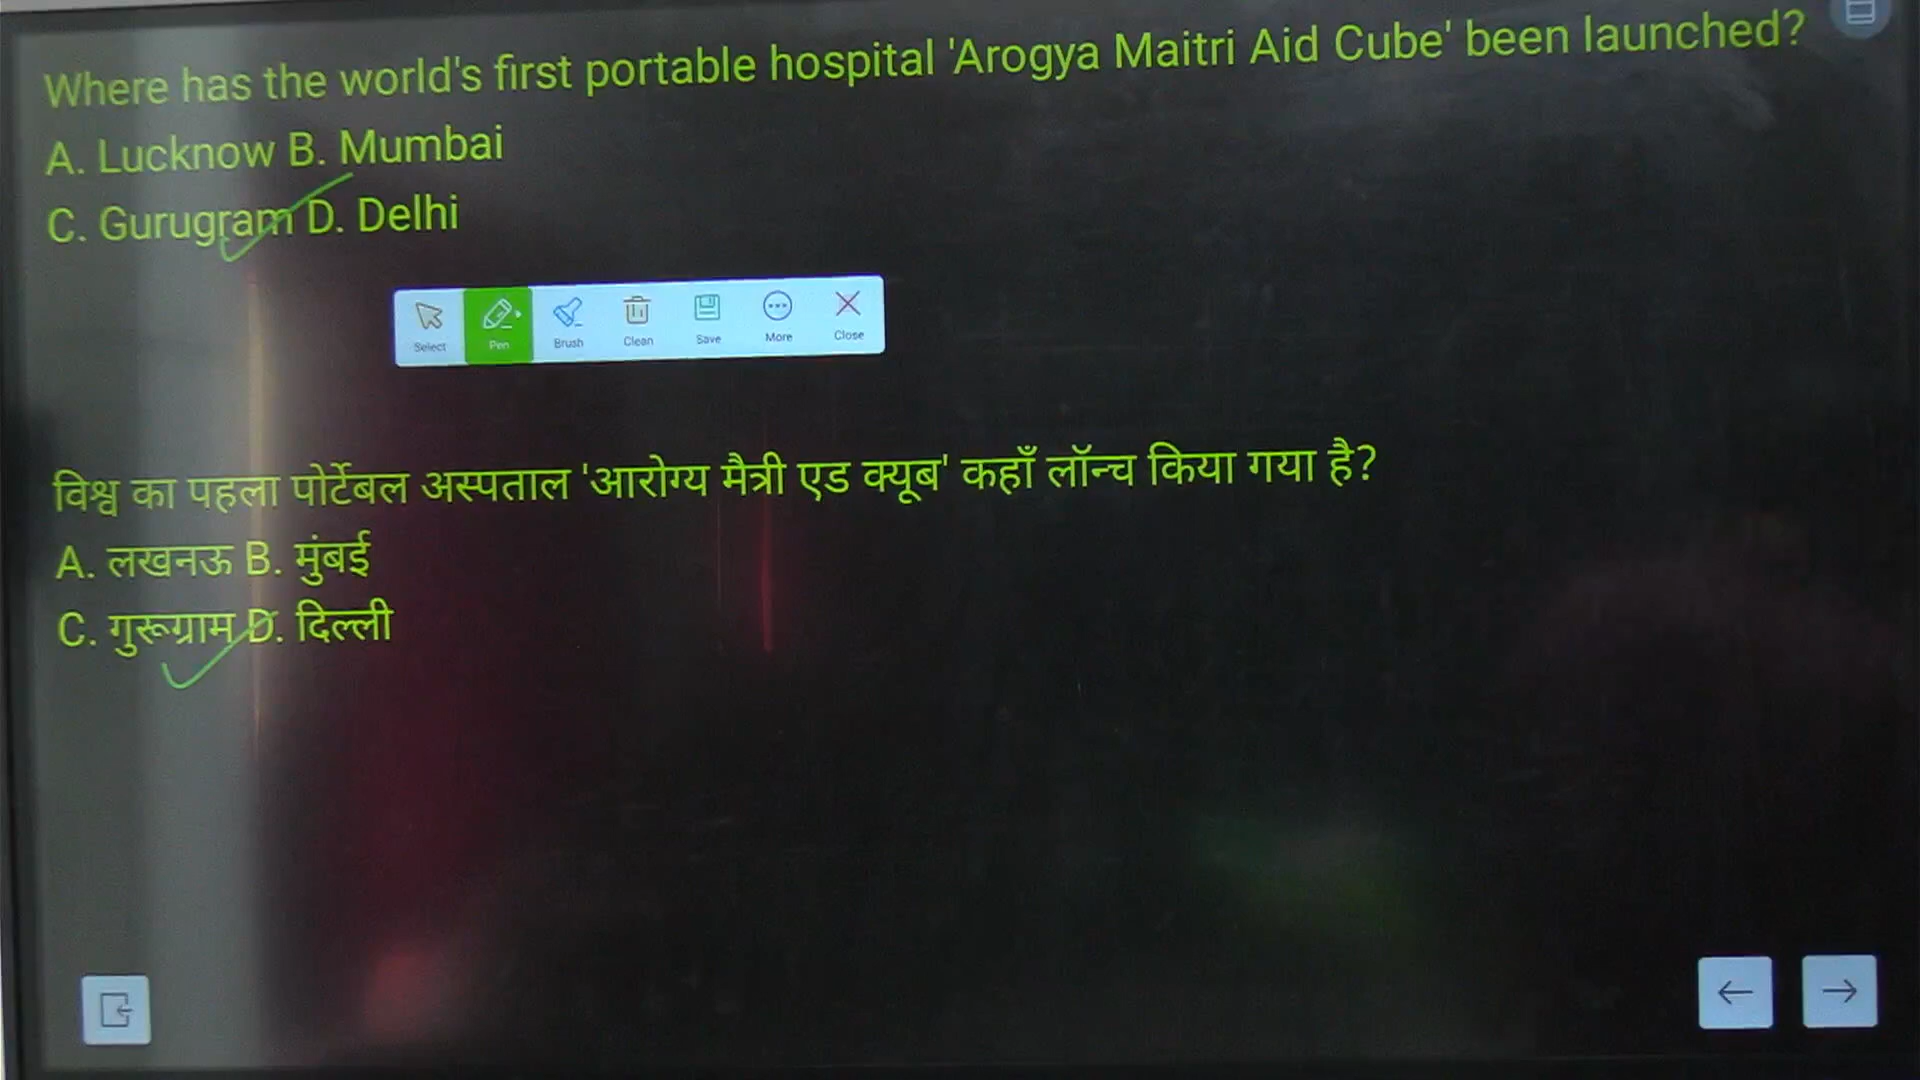 Where has the world's first portable hospital 'Arogya Maitri Aid Cube' been launched?
A. Lucknow B. Mumbai
C. Gurugram D. Delhi
Select Pen Brush Clean Save More Close
विश्व का पहला पोर्टेबल अस्पताल 'आरोग्य मैत्री एड क्यूब' कहाँ लॉन्च किया गया है?
A. लखनऊ B. मुंबई
C. गुरूग्राम D. दिल्ली